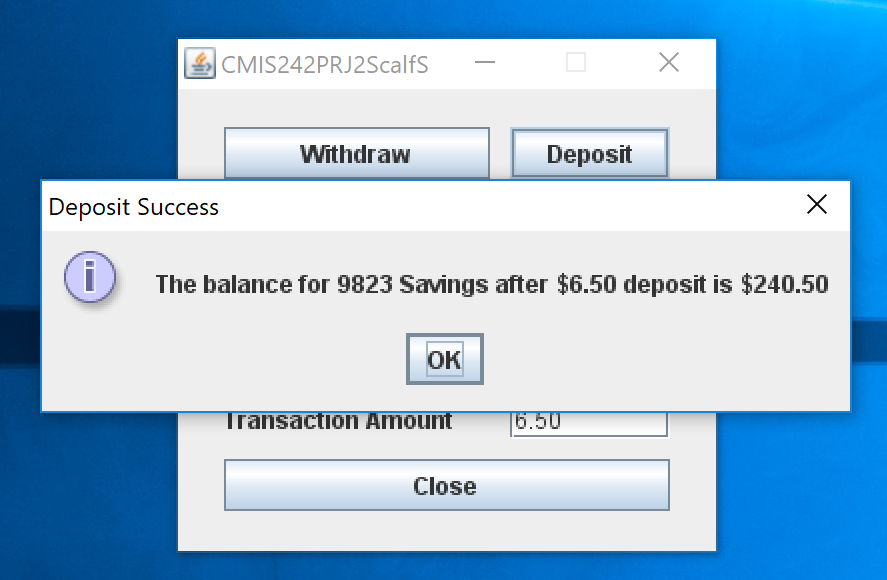 CMIS242PRJ2ScalfS
Withdraw
Deposit
Deposit Success
i
The balance for 9823 Savings after $6.50 deposit is $240.50
OK
Transaction Amount
6.50
Close